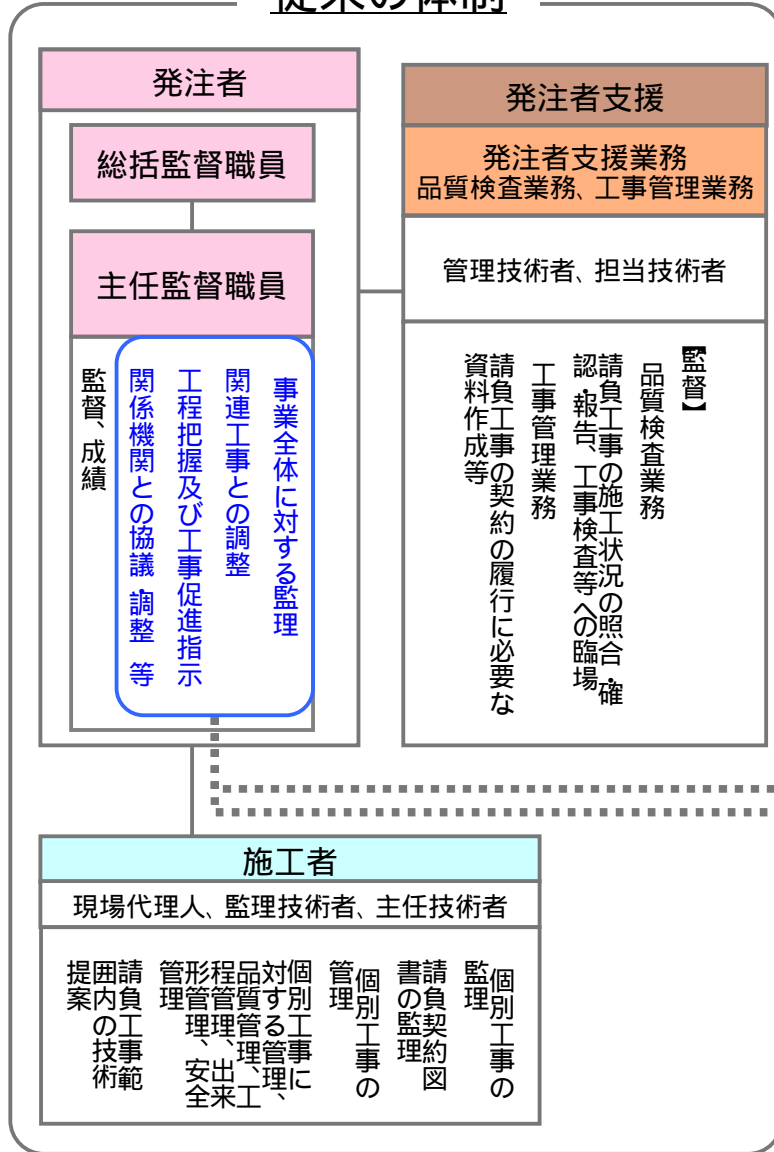 従来の体制
発注者
総括監督職員
主任監督職員
事業全体に対する監理
関連工事との調整
工程把握及び工事促進指示
関係機関との協議・調整 等
監督、成績
発注者支援
発注者支援業務
品質検査業務、工事管理業務
管理技術者、担当技術者
【監督】
品質検査業務
請負工事の施工状況の照合・確
認・報告、工事検査等への臨場
工事管理業務
請負工事の契約の履行に必要な
資料作成等
施工者
現場代理人、監理技術者、主任技術者
個別工事の
監理
請負契約図
書の監理
個別工事の
管理
個別工事に
対する管理、
品質管理、工
程管理、出来
形管理、安全
管理
請負工事範
囲内の技術
提案